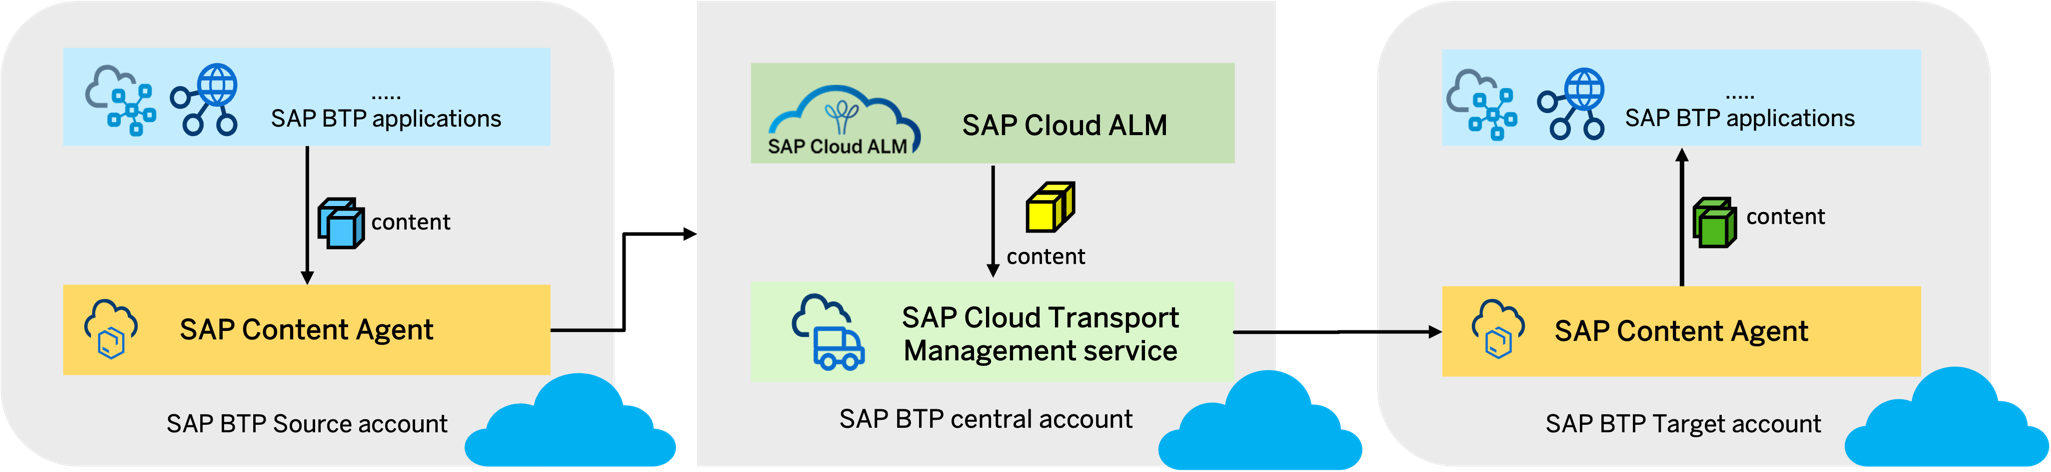 .....
SAP BTP applications
content
SAP Content Agent
SAP BTP Source account
SAP Cloud ALM
SAP Cloud ALM
content
SAP Cloud Transport
Management service
SAP BTP central account
.....
SAP BTP applications
content
SAP Content Agent
SAP BTP Target account